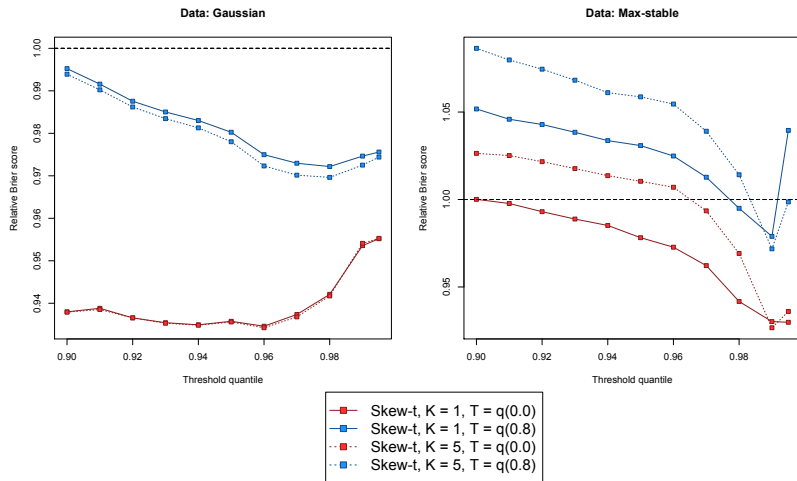 Data: Gaussian
Relative Brier score
1.00
0.99
0.98
0.97
0.96
0.95
0.94
0.90
0.92
0.94
0.96
0.98
Threshold quantile
Data: Max-stable
Relative Brier score
1.05
1.00
0.95
0.90
0.92
0.94
0.96
0.98
Threshold quantile
Skew-t, K = 1, T = q(0.0)
Skew-t, K = 1, T = q(0.8)
Skew-t, K = 5, T = q(0.0)
Skew-t, K = 5, T = q(0.8)